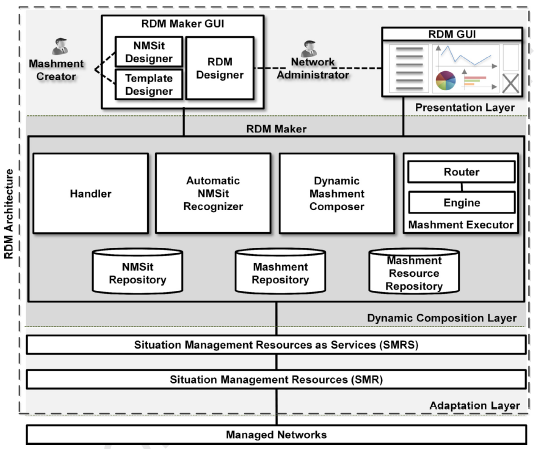 RDM Maker GUI
NMSit
Designer
Template
Designer
RDM
Designer
Mashment
Creator
Network
Administrator
RDM GUI
Presentation Layer
RDM Maker
Handler
Automatic
NMSit
Recognizer
Dynamic
Mashment
Composer
Router
Engine
Mashment Executor
NMSit
Repository
Mashment
Repository
Mashment
Resource
Repository
Dynamic Composition Layer
Situation Management Resources as Services (SMRS)
Situation Management Resources (SMR)
Adaptation Layer
Managed Networks
RDM Architecture